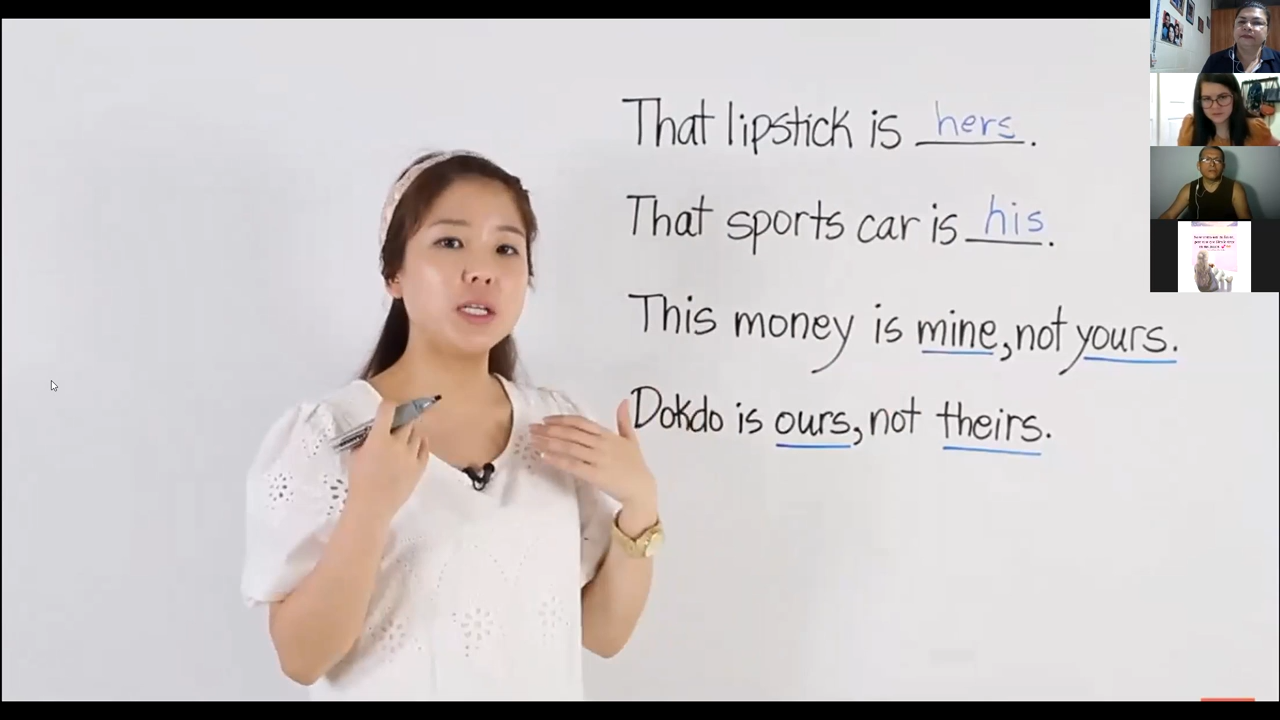 That lipstick is hers.
That sports car is his.
This money is mine, not yours.
Dokdo is ours, not theirs.